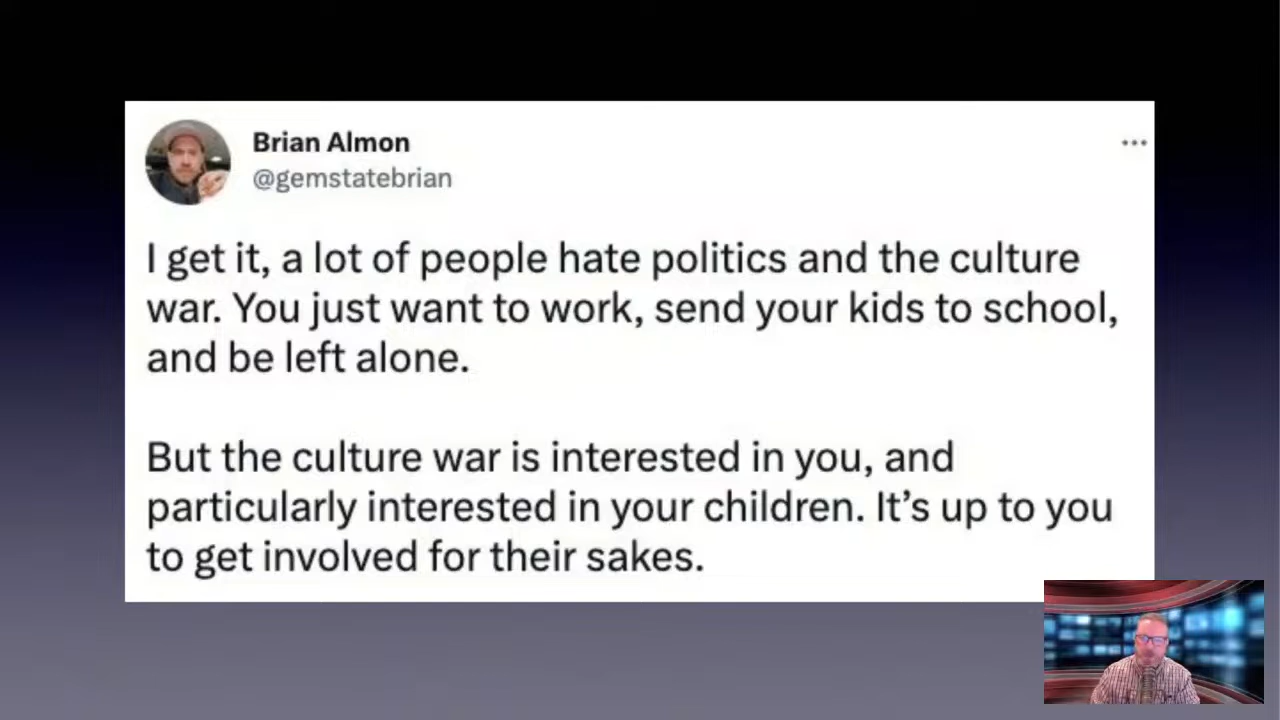 Brian Almon
@gemstatebrian
I get it, a lot of people hate politics and the culture
war. You just want to work, send your kids to school,
and be left alone.
But the culture war is interested in you, and
particularly interested in your children. It’s up to you
to get involved for their sakes.